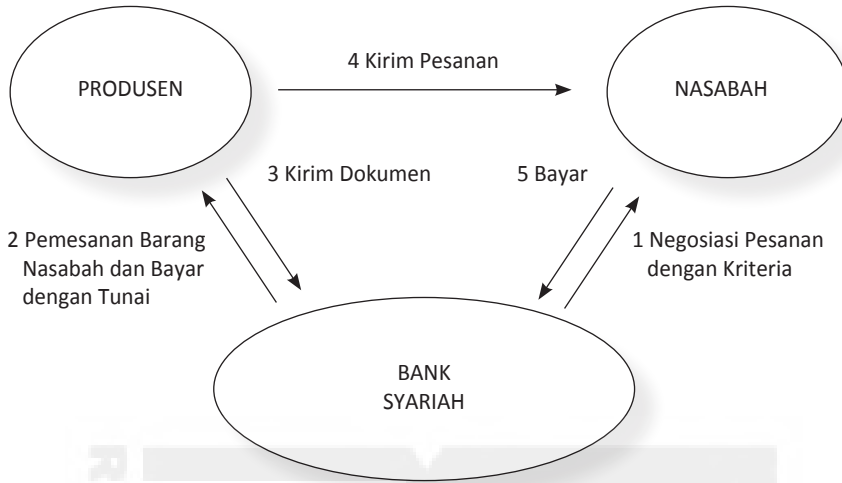 4 Kirim Pesanan
PRODUSEN
NASABAH
3 Kirim Dokumen
5 Bayar
2 Pemesanan Barang
Nasabah dan Bayar
dengan Tunai
1 Negosiasi Pesanan
dengan Kriteria
BANK
SYARIAH
R